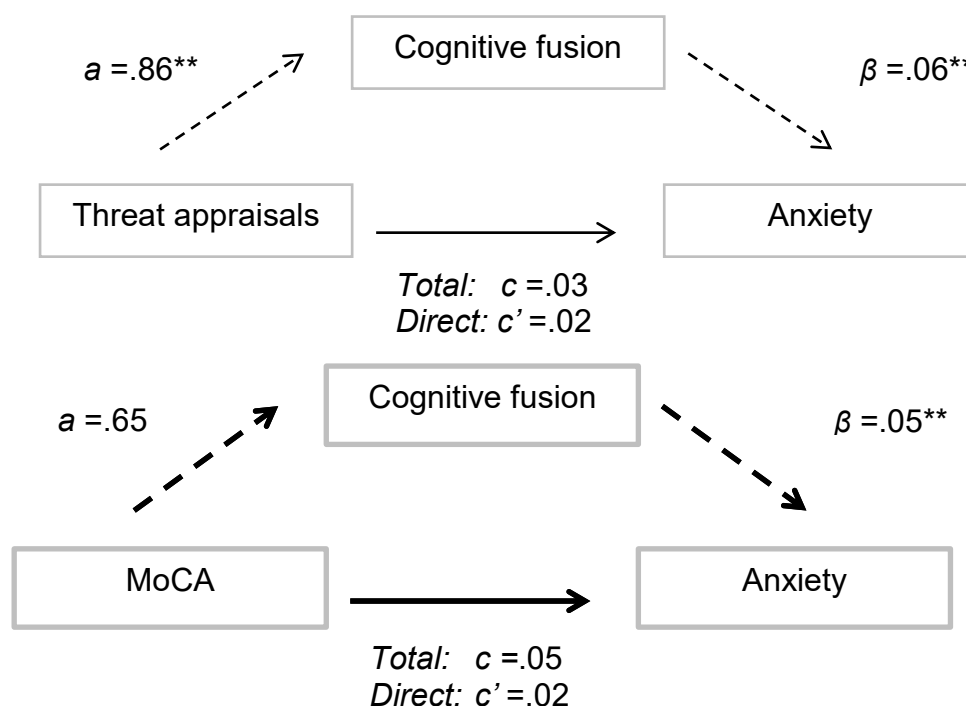 Cognitive fusion
a =.86**
β =.06**
Threat appraisals
Anxiety
Total: c =.03
Direct: c’ =.02
Cognitive fusion
a =.65
β =.05**
MoCA
Anxiety
Total: c =.05
Direct: c’ =.02